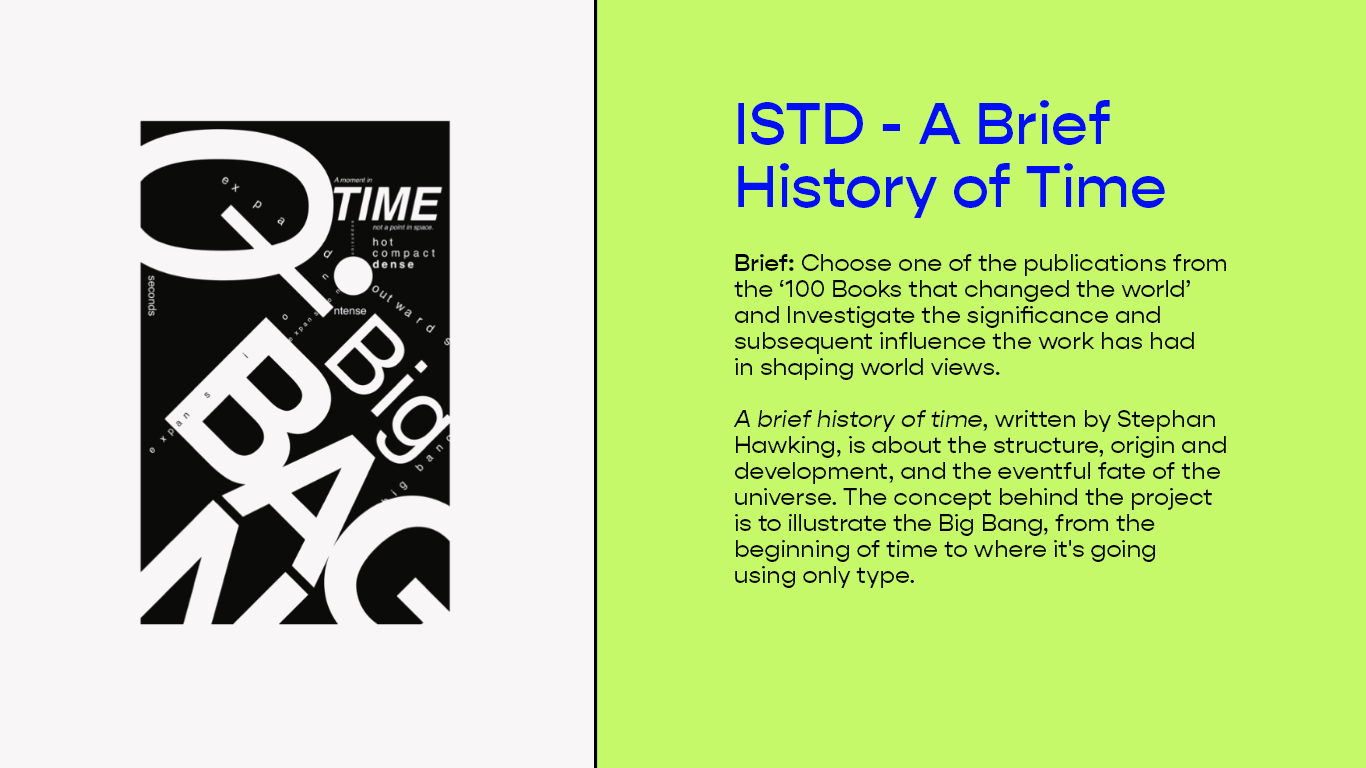 A moment in
TIME
not a point in space.
hot
compact
dense
seconds
ntense
outwards
Big
BANG
ISTD - A Brief
History of Time
Brief: Choose one of the publications from
the ‘100 Books that changed the world’
and Investigate the significance and
subsequent influence the work has had
in shaping world views.
A brief history of time, written by Stephan
Hawking, is about the structure, origin and
development, and the eventful fate of the
universe. The concept behind the project
is to illustrate the Big Bang, from the
beginning of time to where it's going
using only type.